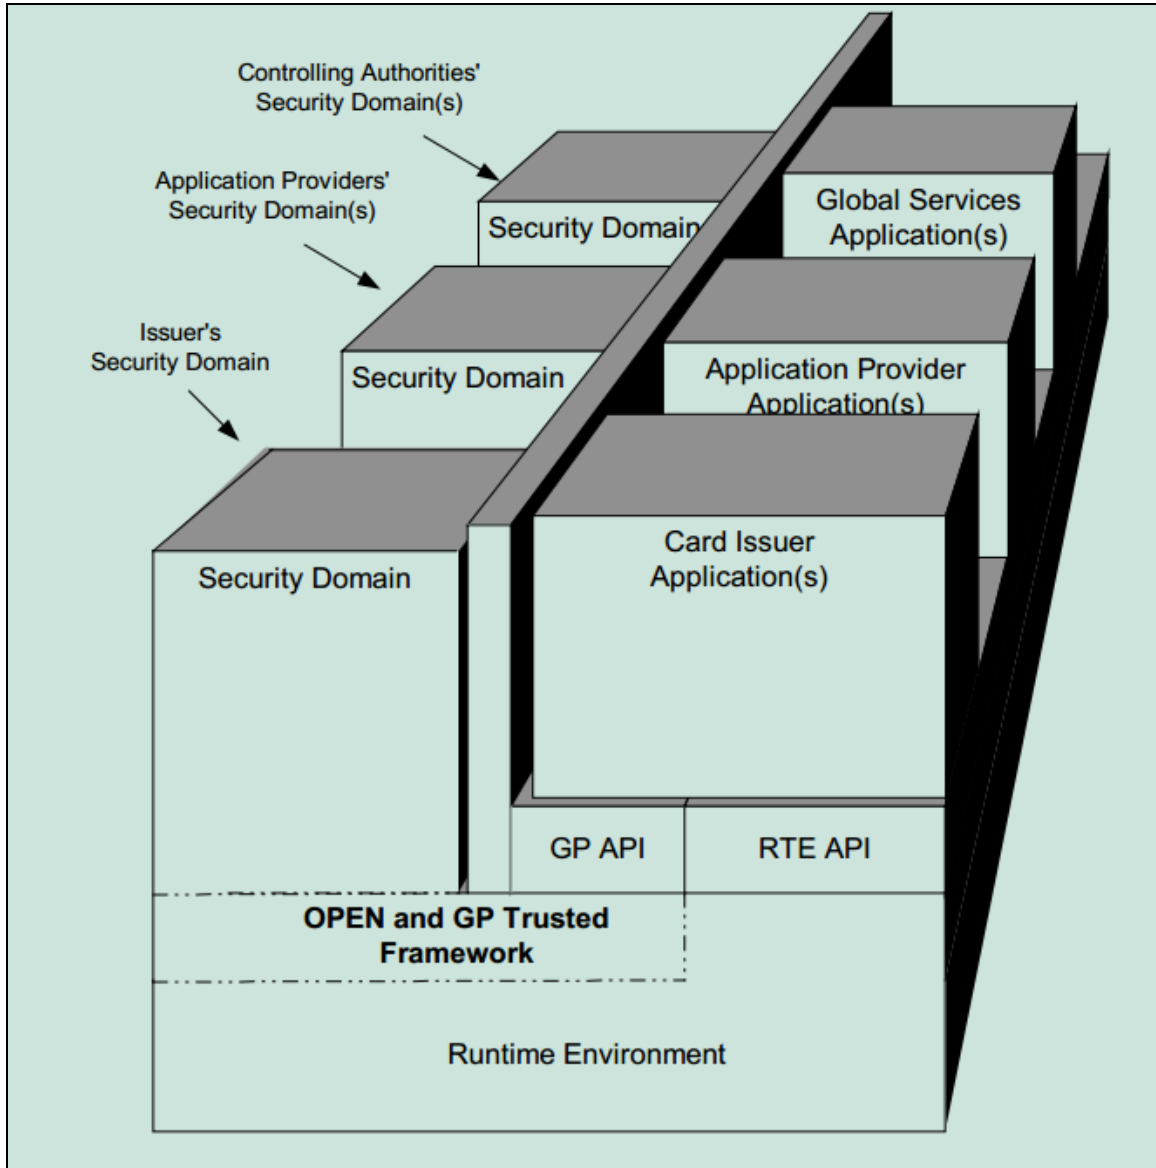 Controlling Authorities'
Security Domain(s)
Application Providers'
Security Domain(s)
Issuer's
Security Domain
Security Domain
Global Services
Application(s)
Security Domain
Application Provider
Application(s)
Security Domain
Card Issuer
Application(s)
GP API
RTE API
OPEN and GP Trusted
Framework
Runtime Environment